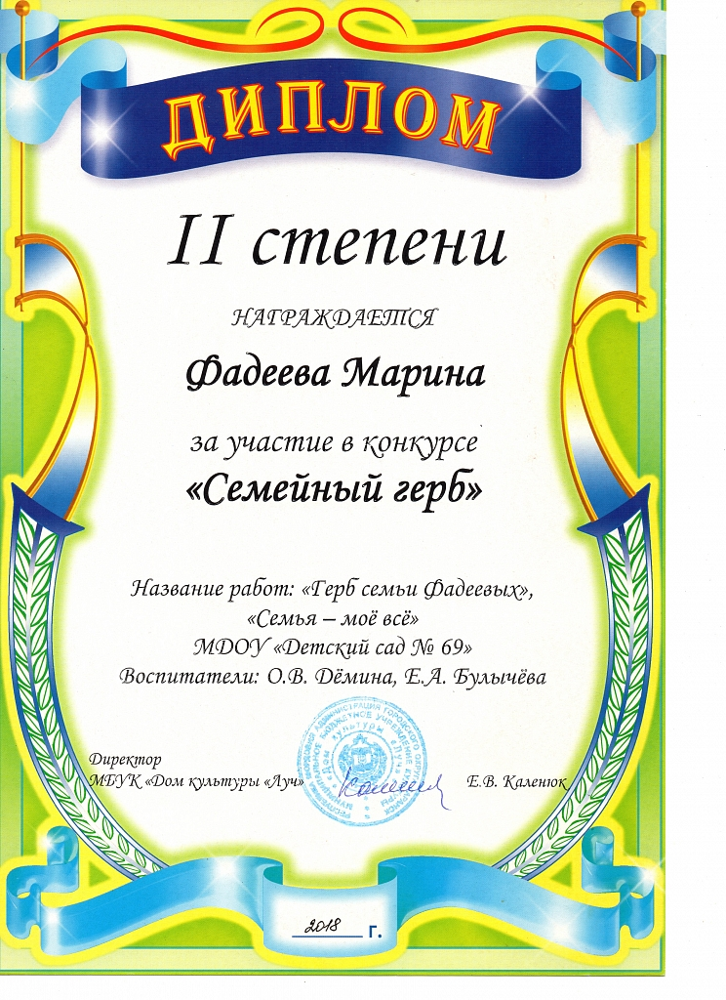 ДИПЛОМ
II степени
НАГРАЖДАЕТСЯ
Фадеева Марина
за участие в конкурсе
«Семейный герб»
Название работ: «Герб семьи Фадеевых»,
«Семья – моё всё»
МДОУ «Детский сад № 69»
Воспитатели: О.В. Дёмина, Е.А. Булычёва
Директор
МБУК «Дом культуры «Луч»
Е.В. Каленюк
2018 г.